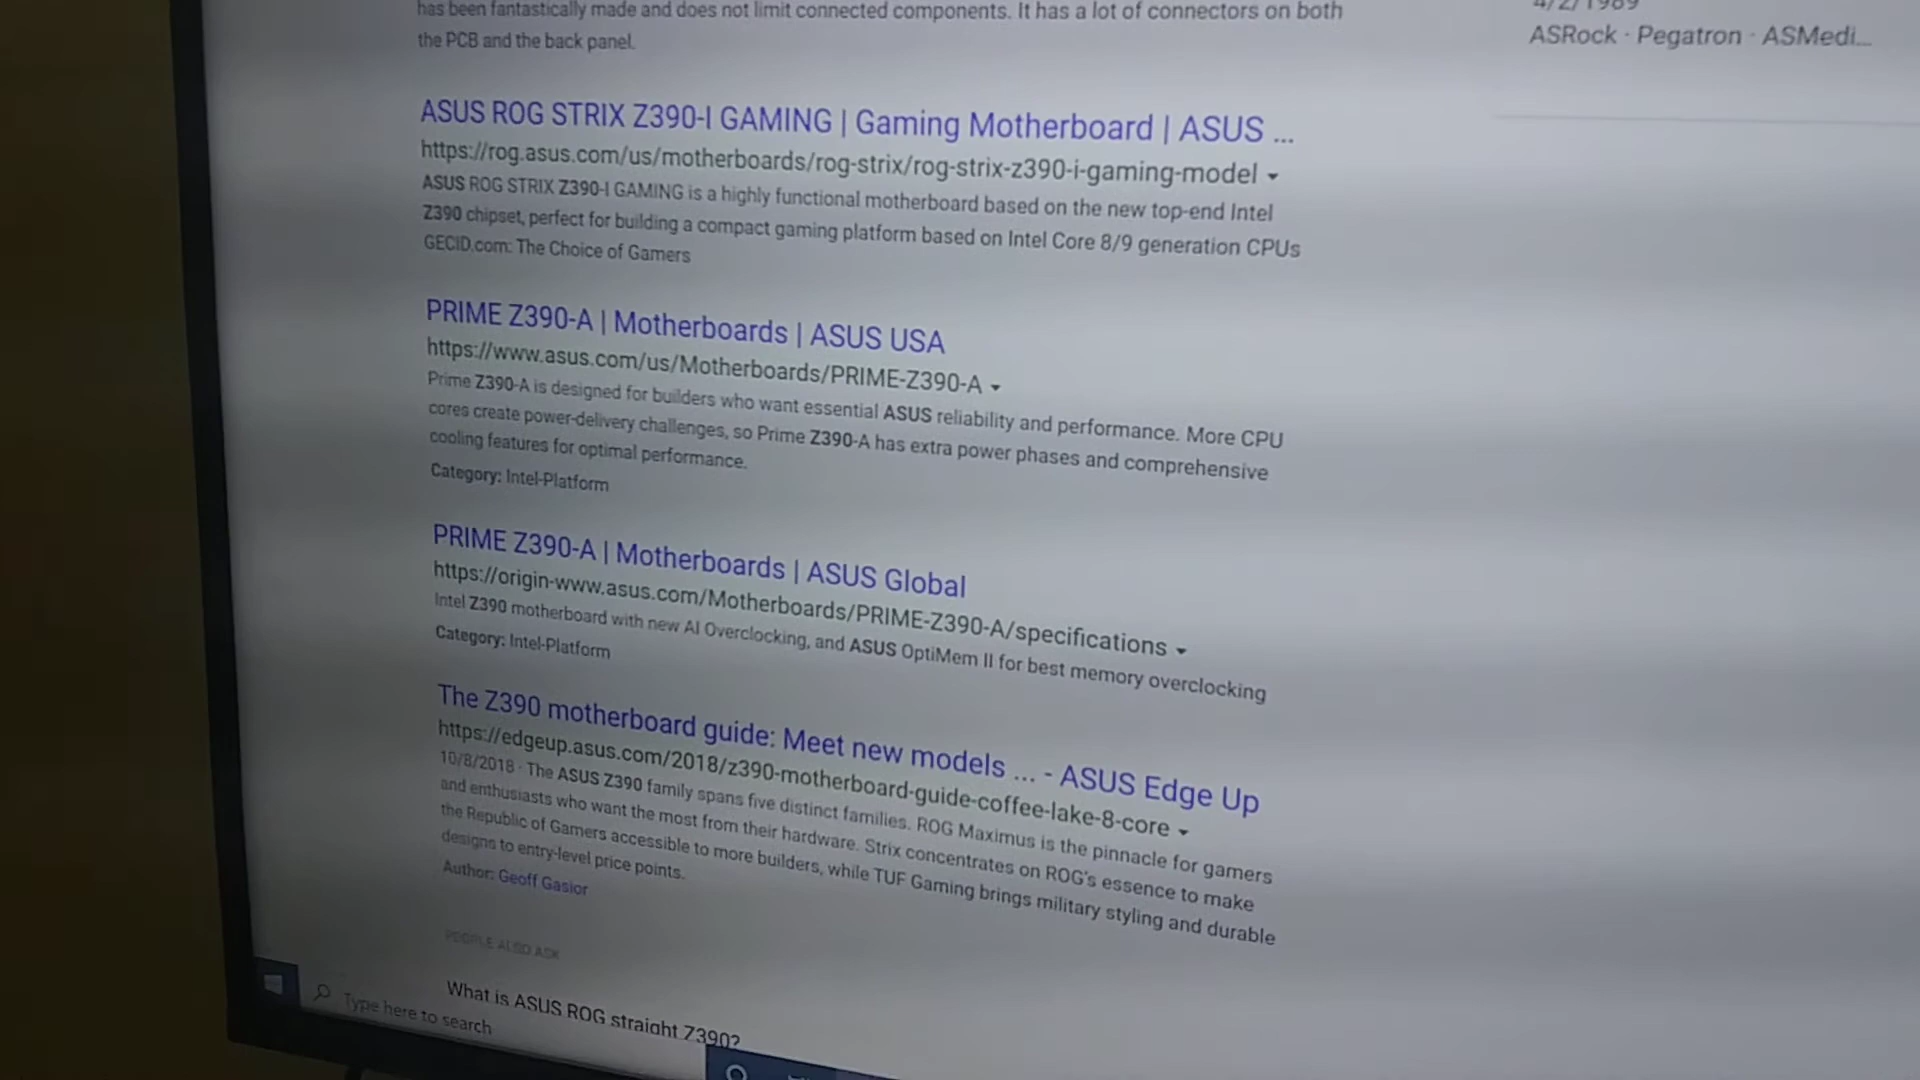 has been fantastically made and does not limit connected components. It has a lot of connectors on both
the PCB and the back panel.
4/2/1989
ASRock · Pegatron · ASMedi...
ASUS ROG STRIX Z390-I GAMING | Gaming Motherboard | ASUS ...
https://rog.asus.com/us/motherboards/rog-strix/rog-strix-z390-i-gaming-model
ASUS ROG STRIX Z390-I GAMING is a highly functional motherboard based on the new top-end Intel
Z390 chipset, perfect for building a compact gaming platform based on Intel Core 8/9 generation CPUs
GECID.com: The Choice of Gamers
PRIME Z390-A | Motherboards | ASUS USA
https://www.asus.com/us/Motherboards/PRIME-Z390-A
Prime Z390-A is designed for builders who want essential ASUS reliability and performance. More CPU
cores create power-delivery challenges, so Prime Z390-A has extra power phases and comprehensive
cooling features for optimal performance.
Category: Intel-Platform
PRIME Z390-A | Motherboards | ASUS Global
https://origin-www.asus.com/Motherboards/PRIME-Z390-A/specifications
Intel Z390 motherboard with new AI Overclocking, and ASUS OptiMem II for best memory overclocking
Category: Intel-Platform
The Z390 motherboard guide: Meet new models ... - ASUS Edge Up
https://edgeup.asus.com/2018/z390-motherboard-guide-coffee-lake-8-core
10/8/2018 · The ASUS Z390 family spans five distinct families. ROG Maximus is the pinnacle for gamers
and enthusiasts who want the most from their hardware. Strix concentrates on ROG's essence to make
the Republic of Gamers accessible to more builders, while TUF Gaming brings military styling and durable
designs to entry-level price points.
Author: Geoff Gasior
PEOPLE ALSO ASK
What is ASUS ROG straight Z390?
Type here to search